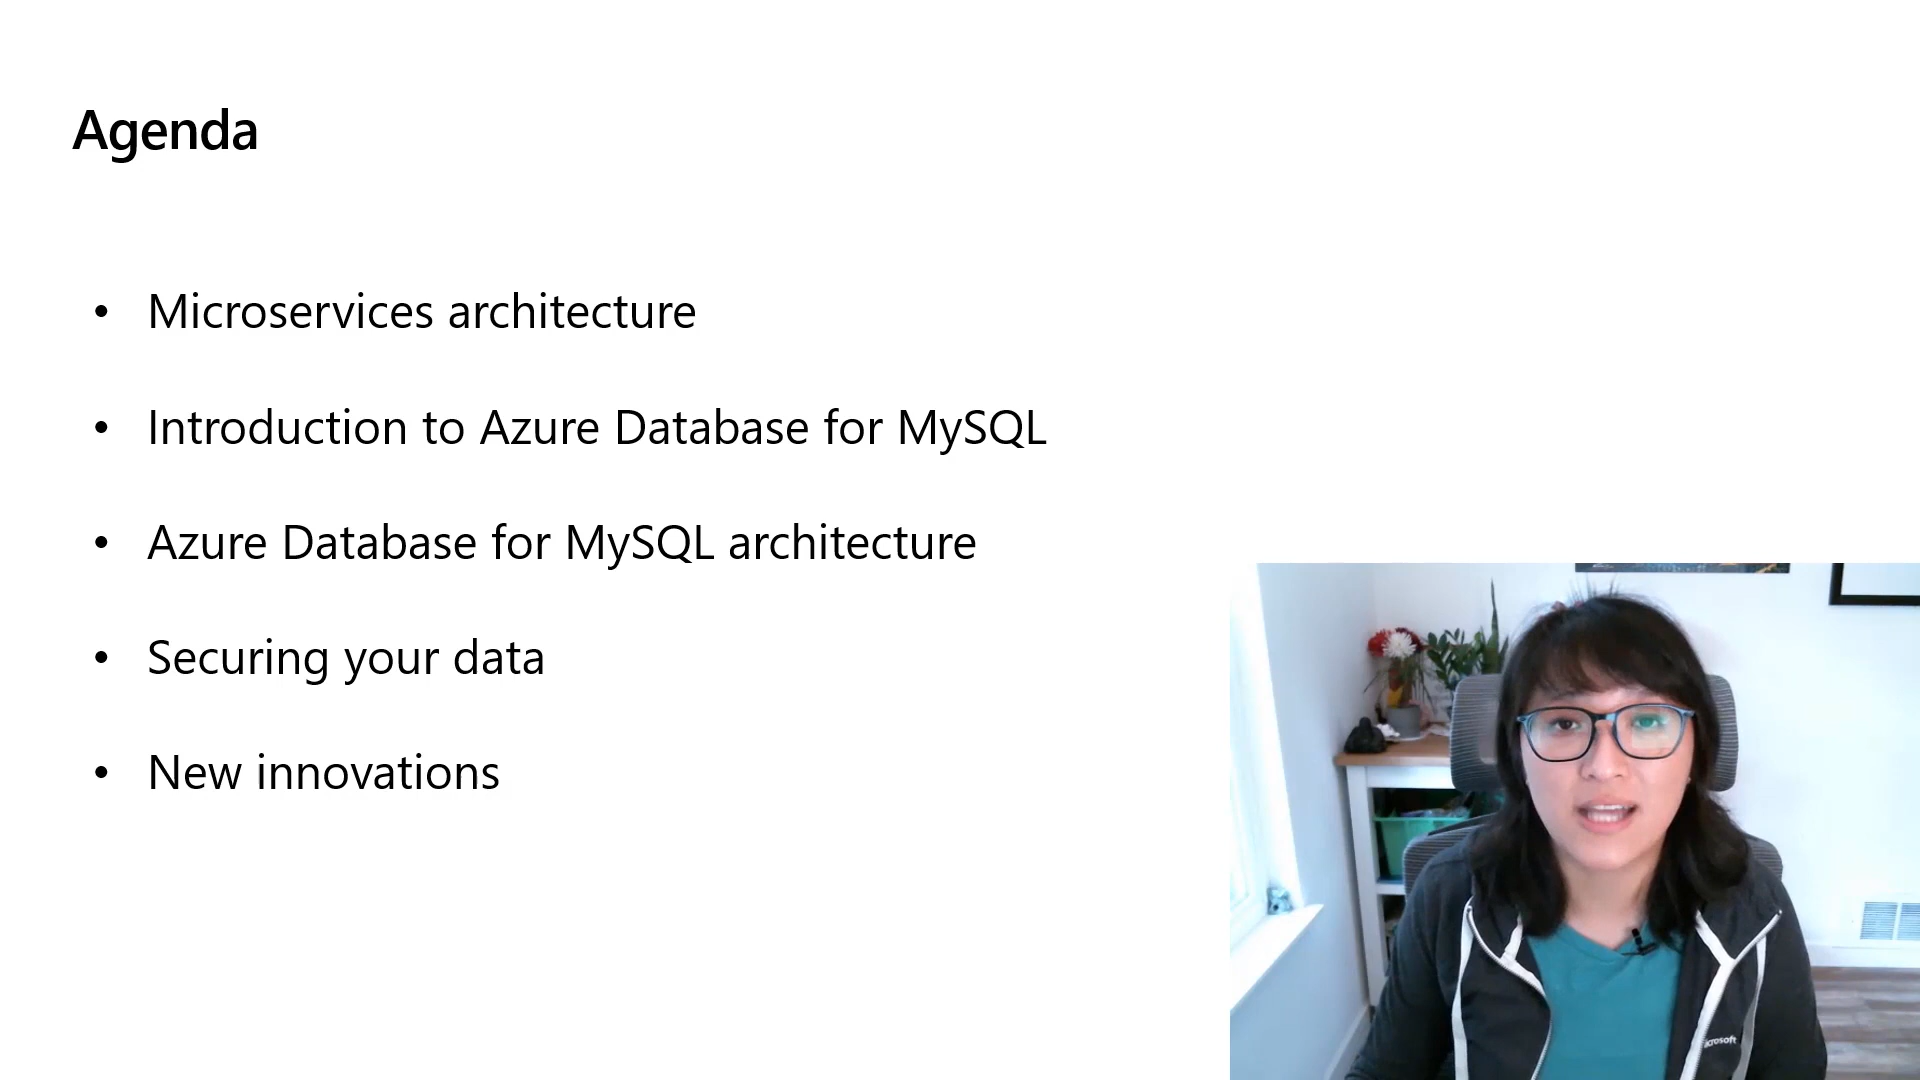 Agenda
• Microservices architecture
• Introduction to Azure Database for MySQL
• Azure Database for MySQL architecture
• Securing your data
• New innovations